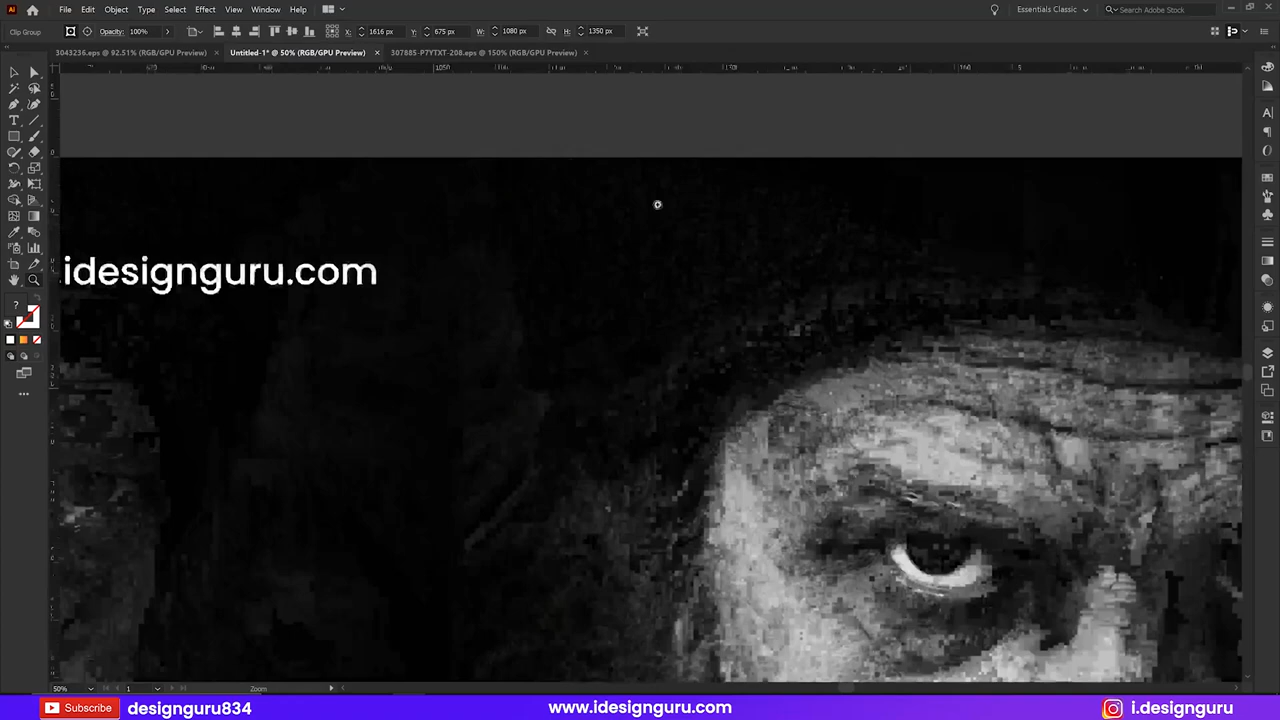 File Edit Object Type Select Effect View Window Help Essentials Classic Search Adobe Stock
Clip Group Opacity: 100% X: 1616 px Y: 675 px W: 1080 px H: 1350 px
3043236.eps @ 92.51% (RGB/GPU Preview) × Untitled-1* @ 50% (RGB/GPU Preview) × 307885-P7YTXT-208.eps @ 150% (RGB/GPU Preview) ×
idesignguru.com
50% 1 Zoom
Subscribe designguru834 www.idesignguru.com i.designguru